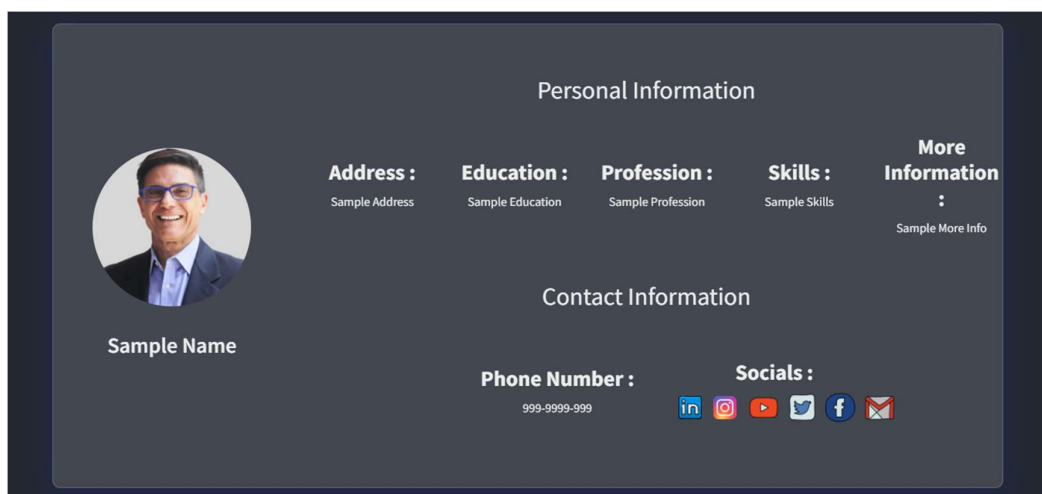 Personal Information
Address :
Sample Address
Education :
Sample Education
Profession :
Sample Profession
Skills :
Sample Skills
More
Information
:
Sample More Info
Sample Name
Contact Information
Phone Number :
999-9999-999
Socials :
in
f